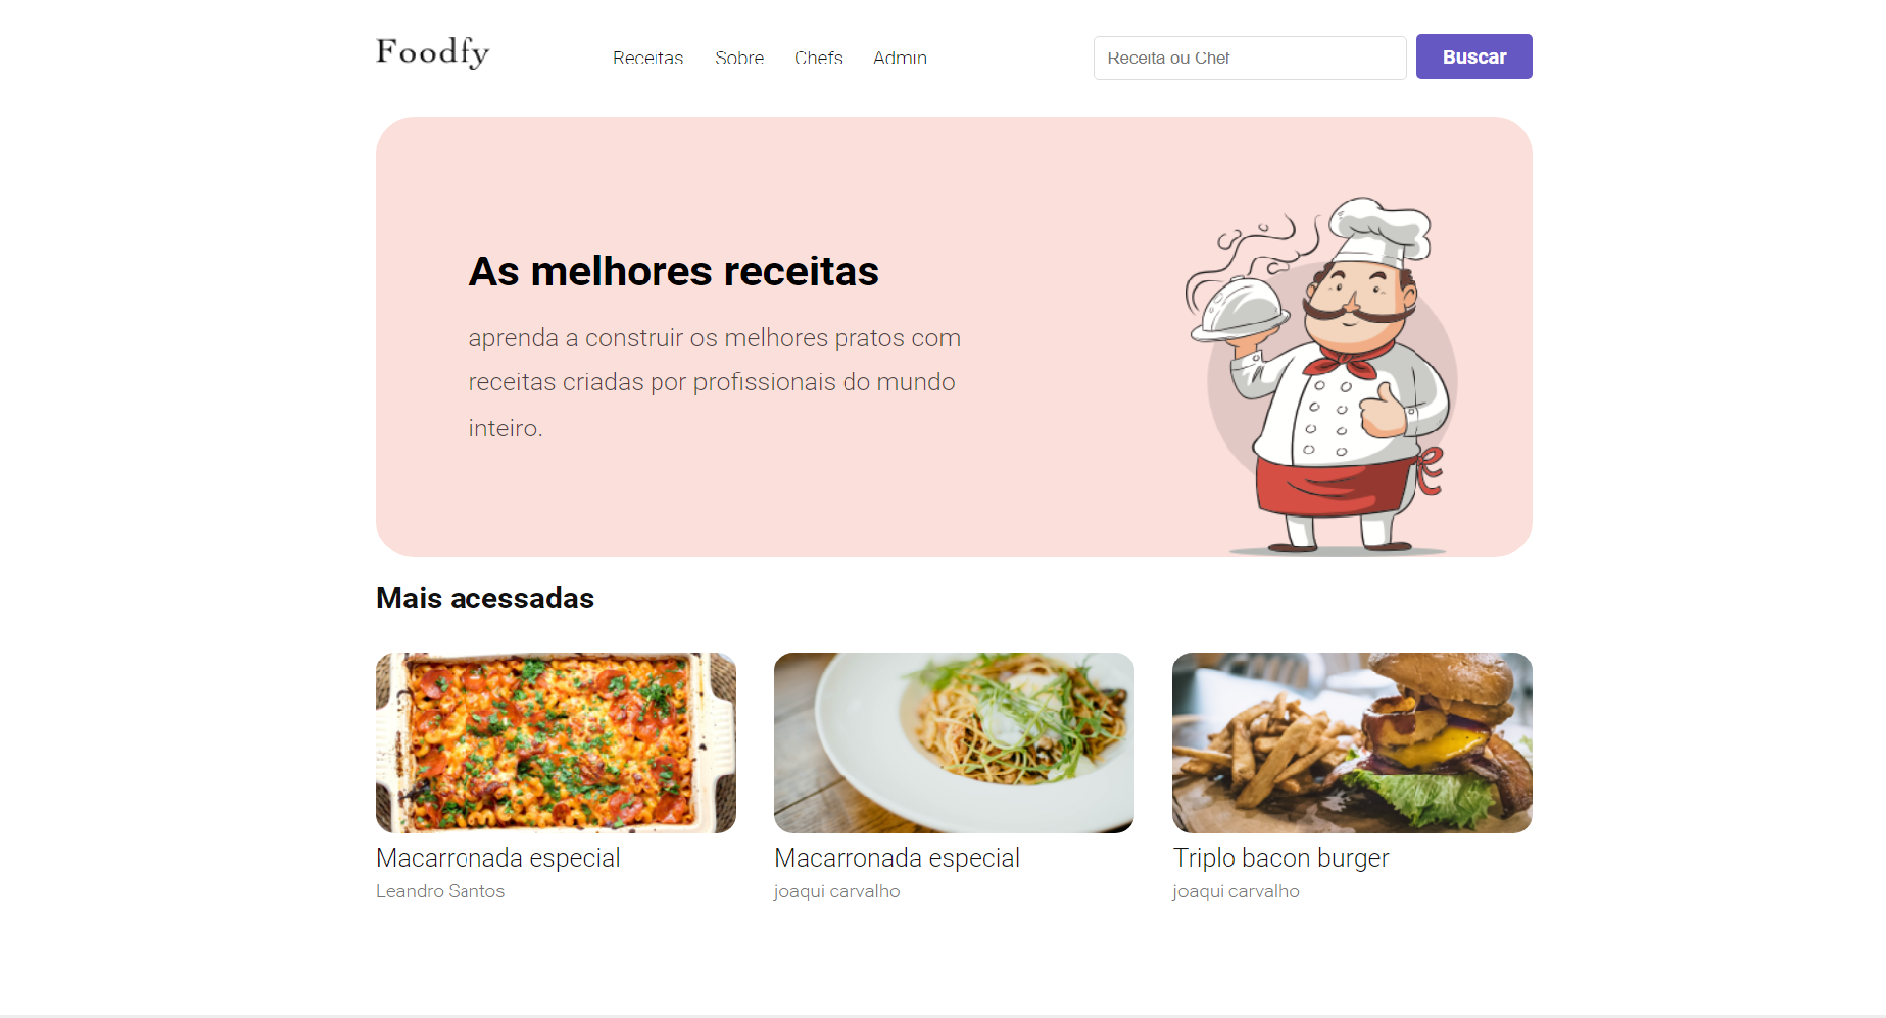 Foodfy
Receitas
Sobre
Chefs
Admin
Receita ou Chef
Buscar
As melhores receitas
aprenda a construir os melhores pratos com
receitas criadas por profissionais do mundo
inteiro.
Mais acessadas
Macarronada especial
Leandro Santos
Macarronada especial
joaqui carvalho
Triplo bacon burger
joaqui carvalho